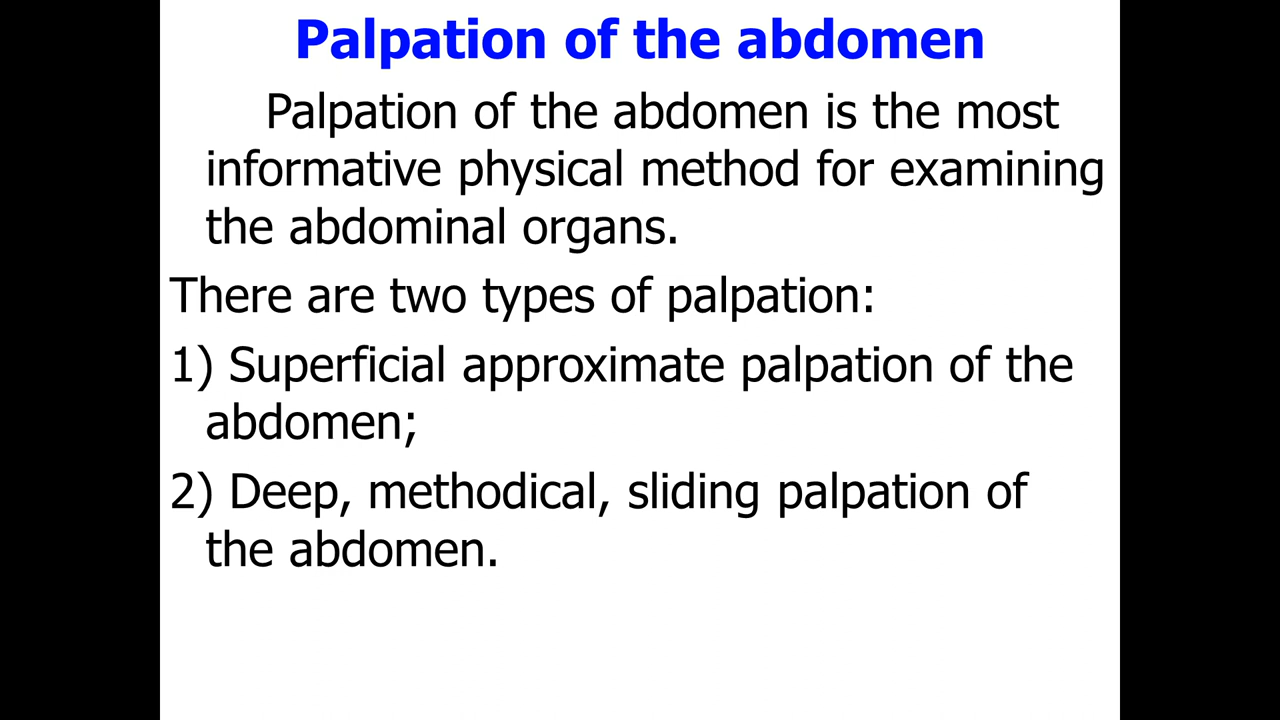 Palpation of the abdomen
Palpation of the abdomen is the most
informative physical method for examining
the abdominal organs.
There are two types of palpation:
1) Superficial approximate palpation of the
abdomen;
2) Deep, methodical, sliding palpation of
the abdomen.